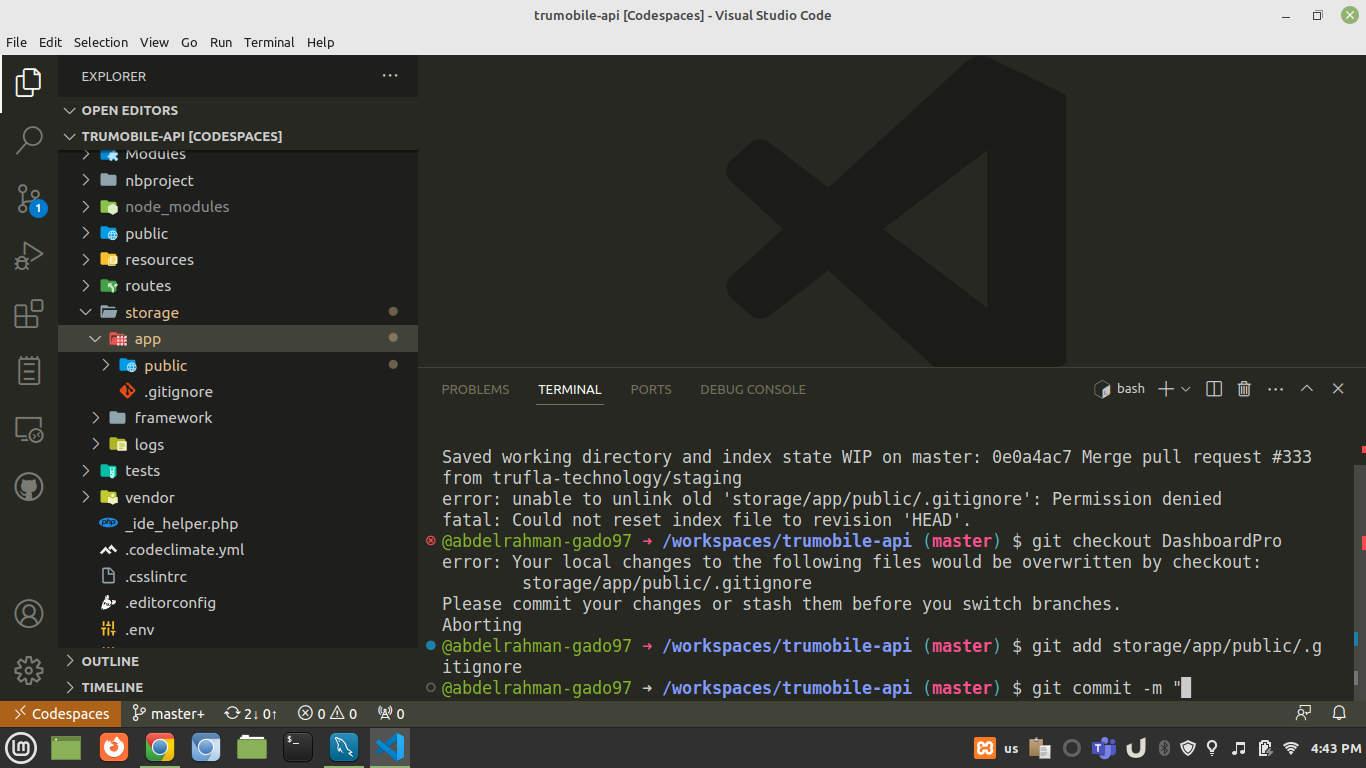 trumobile-api [Codespaces] - Visual Studio Code
File Edit Selection View Go Run Terminal Help
EXPLORER
OPEN EDITORS
TRUMOBILE-API [CODESPACES]
Modules
nbproject
node_modules
public
resources
routes
storage
app
public
.gitignore
framework
logs
tests
vendor
php _ide_helper.php
.codeclimate.yml
.csslintrc
.editorconfig
.env
OUTLINE
TIMELINE
1
PROBLEMS TERMINAL PORTS DEBUG CONSOLE
bash
Saved working directory and index state WIP on master: 0e0a4ac7 Merge pull request #333
from trufla-technology/staging
error: unable to unlink old 'storage/app/public/.gitignore': Permission denied
fatal: Could not reset index file to revision 'HEAD'.
@abdelrahman-gado97 ➜ /workspaces/trumobile-api (master) $ git checkout DashboardPro
error: Your local changes to the following files would be overwritten by checkout:
storage/app/public/.gitignore
Please commit your changes or stash them before you switch branches.
Aborting
@abdelrahman-gado97 ➜ /workspaces/trumobile-api (master) $ git add storage/app/public/.g
itignore
@abdelrahman-gado97 ➜ /workspaces/trumobile-api (master) $ git commit -m "
Codespaces master+ 2↓ 0↑ 0 0 0
us 4:43 PM